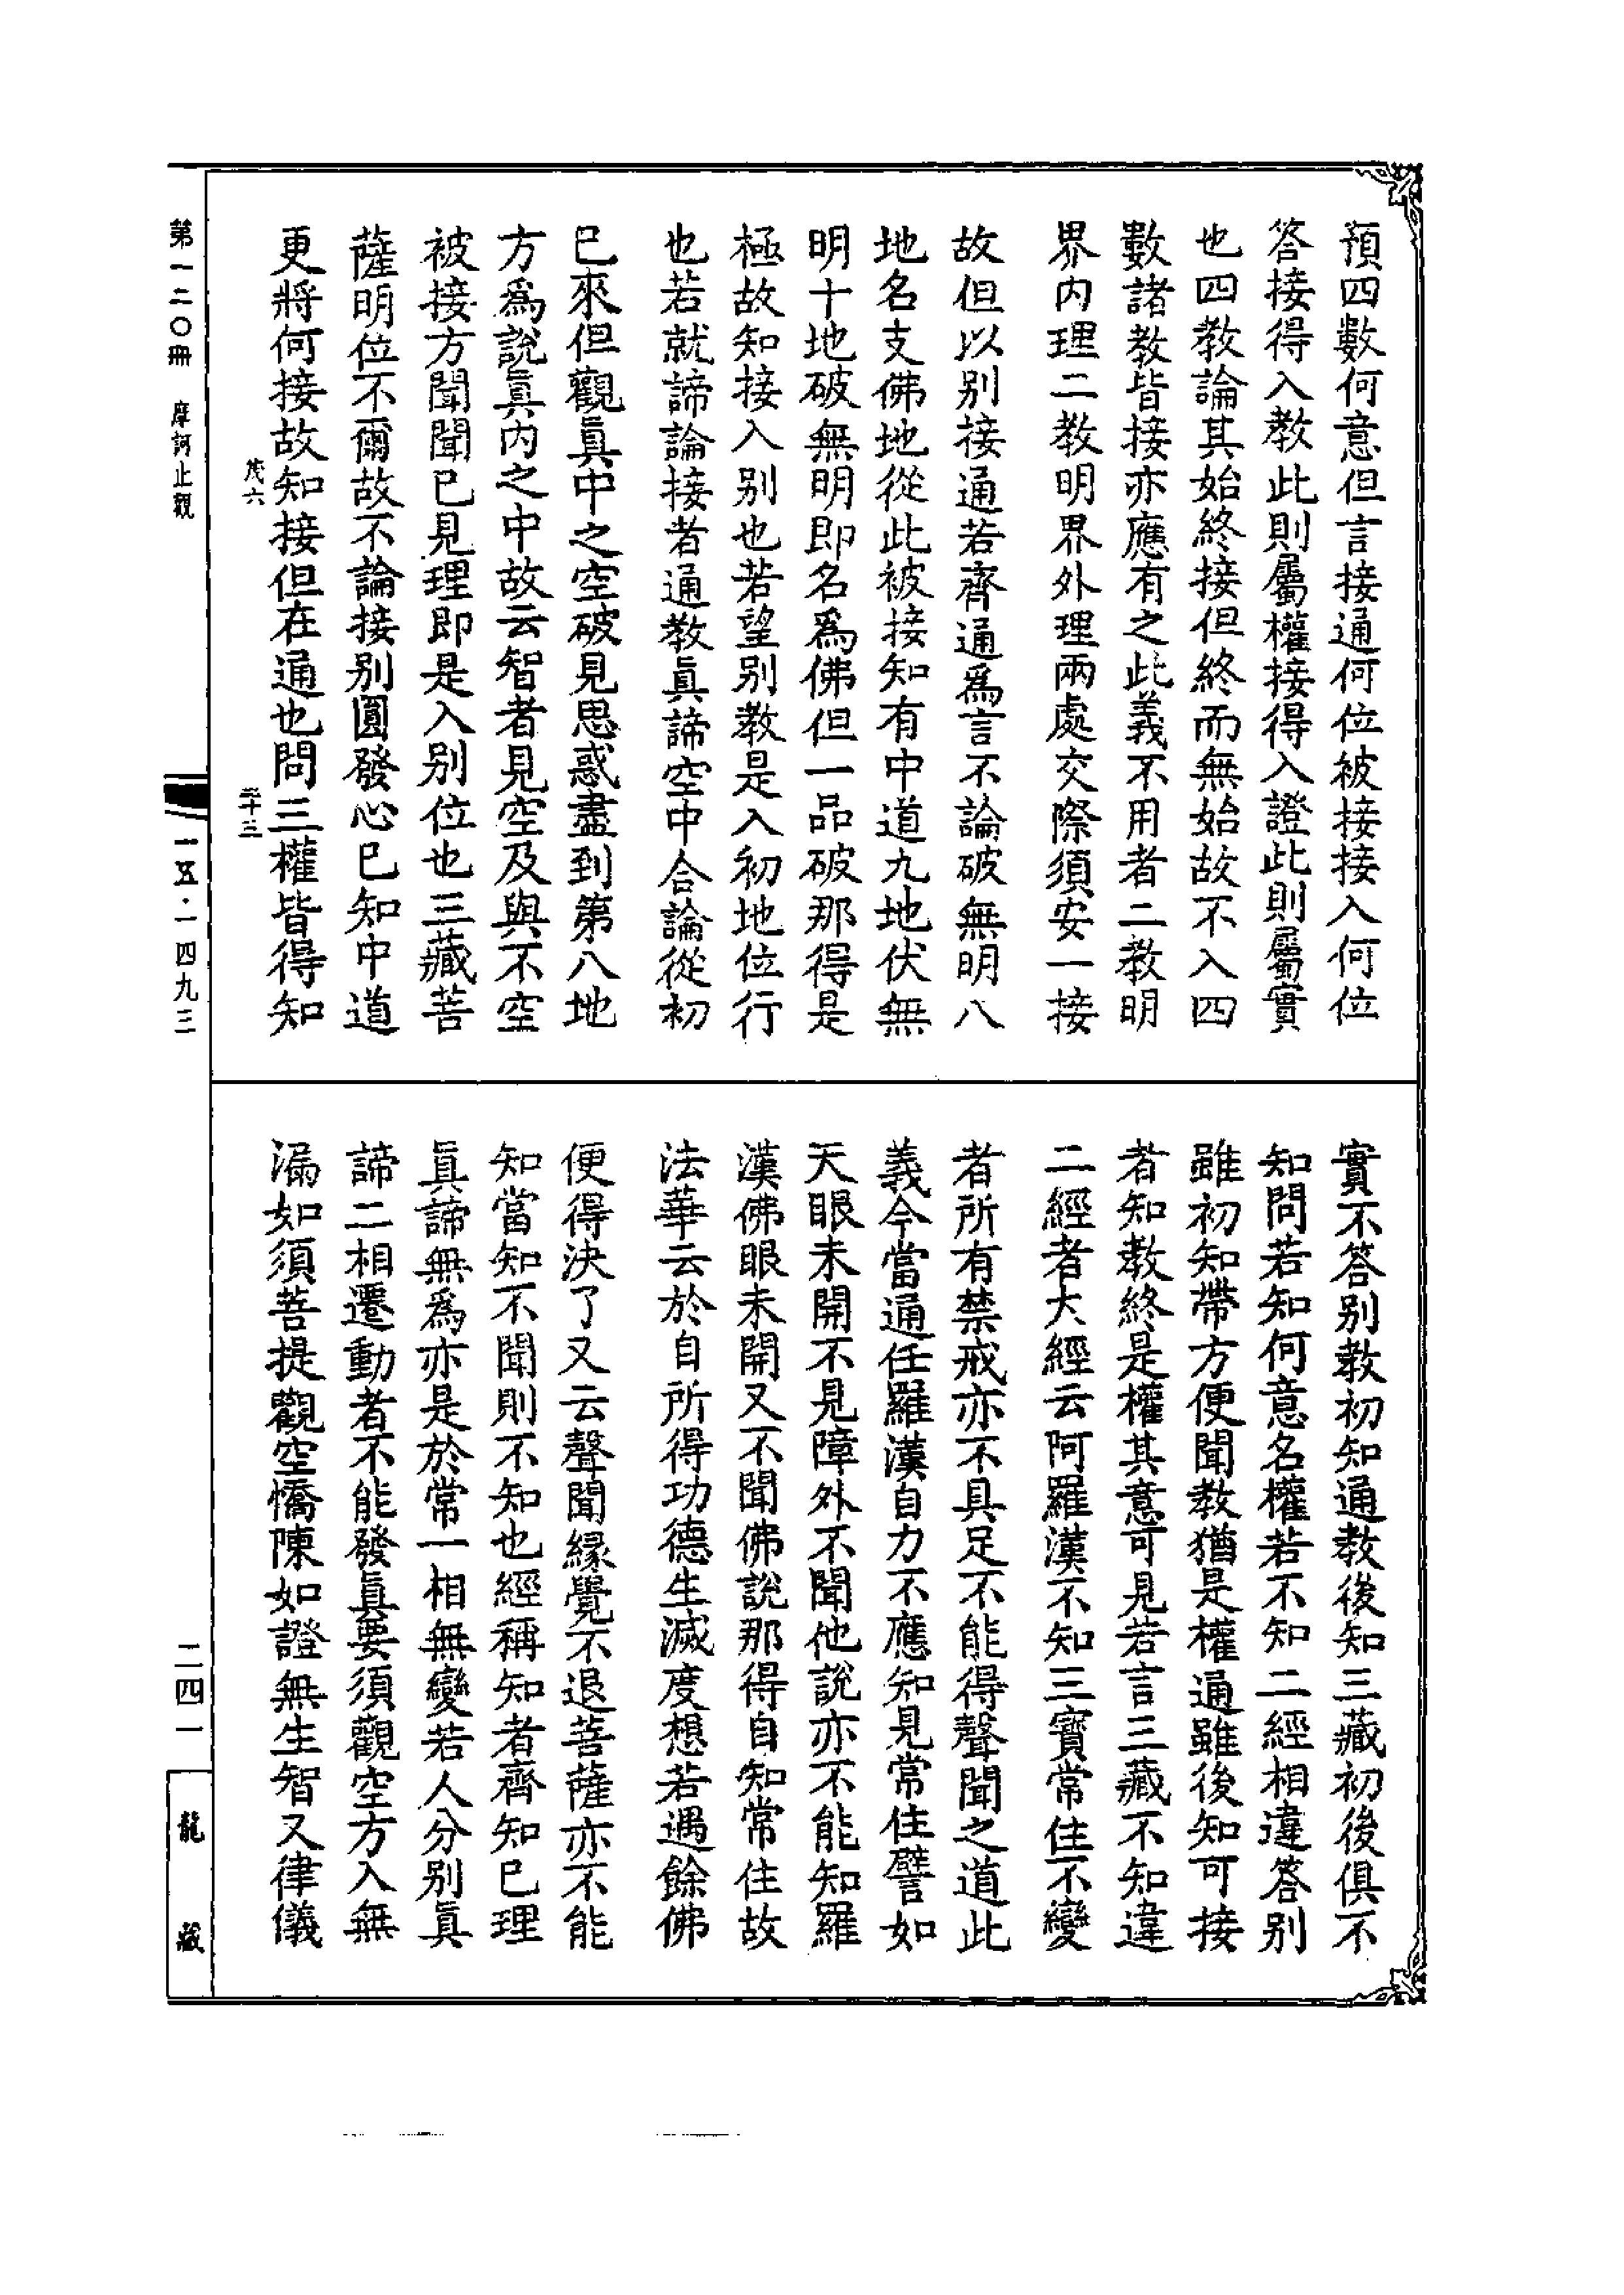 預四數何意但言接通何位被接接入何位
答接得入教此則屬權接得入證此則屬實
也四教論其始終接但終而無始故不入四
數諸教皆接亦應有之此義不用者二教明
界內理二教明界外理兩處交際須安一接
故但以別接通若齊通爲言不論破無明八
地名支佛地從此被接知有中道九地伏無
明十地破無明即名爲佛但一品破那得是
極故知接入別也若望別教是入初地位行
也若就諦論接者通教眞諦空中合論從初
已來但觀眞中之空破見思惑盡到第八地
方爲說眞內之中故云智者見空及與不空
被接方聞聞已見理即是入別位也三藏菩
薩明位不爾故不論接別圓發心已知中道
更將何接故知接但在通也問三權皆得知
實不答別教初知通教後知三藏初後俱不
知問若知何意名權若不知二經相違答別
雖初知帶方便聞教猶是權通雖後知可接
者知教終是權其意可見若言三藏不知違
二經者大經云阿羅漢不知三寶常住不變
者所有禁戒亦不具足不能得聲聞之道此
義今當通任羅漢自力不應知見常住譬如
天眼未開不見障外不聞他說亦不能知羅
漢佛眼未開又不聞佛說那得自知常住故
法華云於自所得功德生滅度想若遇餘佛
便得決了又云聲聞緣覺不退菩薩亦不能
知當知不聞則不知也經稱知者齊知已理
眞諦無爲亦是於常一相無變若人分別眞
諦二相遷動者不能發眞要須觀空方入無
漏如須菩提觀空憍陳如證無生智又律儀
茂六
二十三
第一二〇冊 摩訶止觀
一五·一四九三
二四一
龍藏